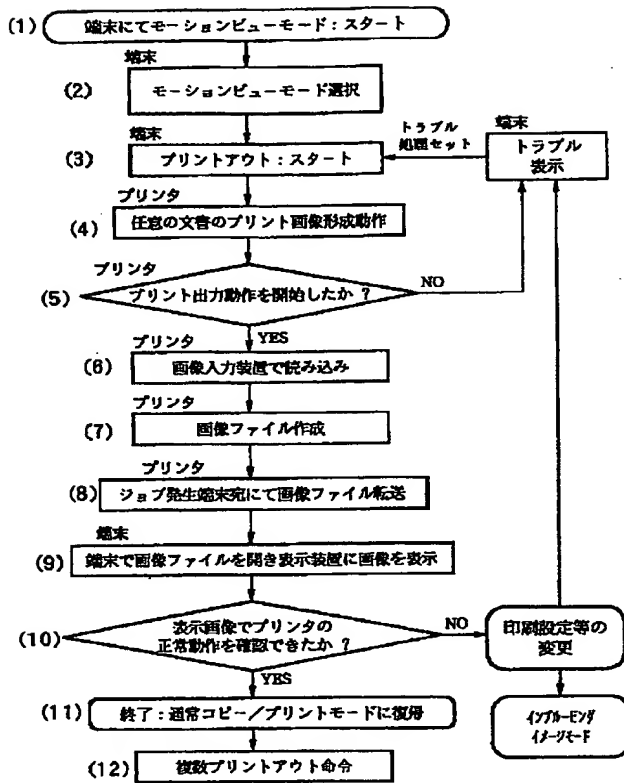 (1) 端末にてモーションビューモード：スタート
端末
(2) モーションビューモード選択
端末
(3) プリントアウト：スタート
トラブル
処理セット
端末
トラブル
表示
プリンタ
(4) 任意の文書のプリント画像形成動作
プリンタ
(5) プリント出力動作を開始したか ？
NO
YES
プリンタ
(6) 画像入力装置で読み込み
プリンタ
(7) 画像ファイル作成
プリンタ
(8) ジョブ発生端末宛にて画像ファイル転送
端末
(9) 端末で画像ファイルを開き表示装置に画像を表示
(10) 表示画像でプリンタの
正常動作を確認できたか ？
NO
印刷設定等の
変更
YES
(11) 終了：通常コピー／プリントモードに復帰
インプルーモンダ
イメージモード
(12) 複数プリントアウト命令